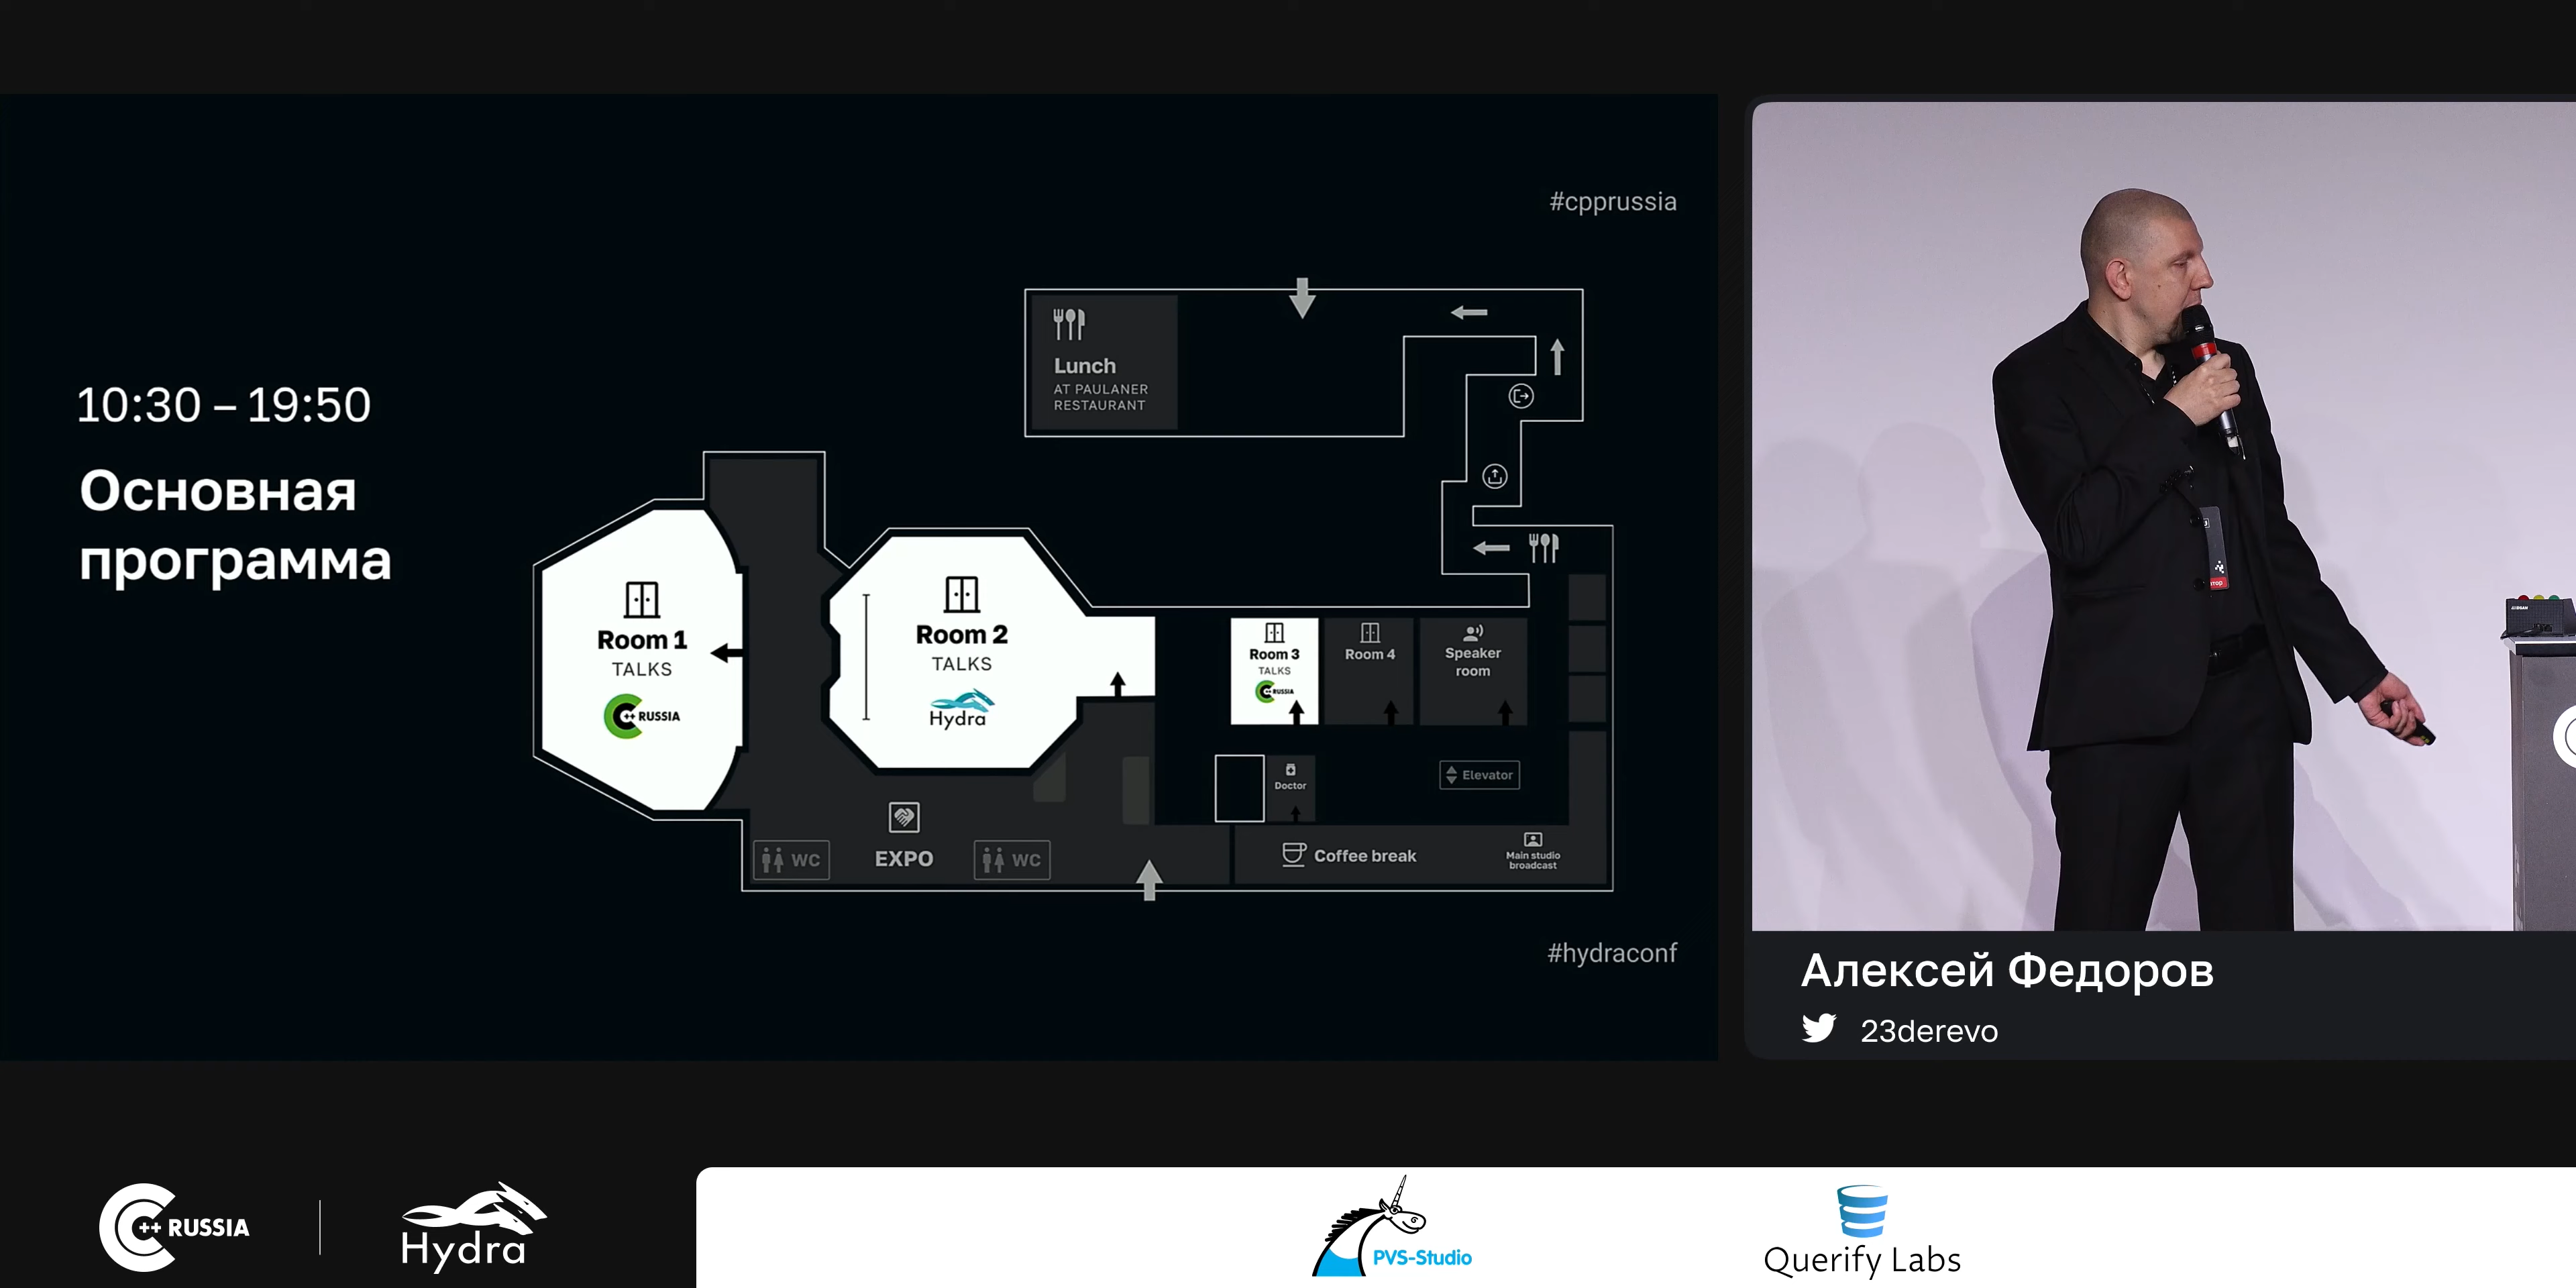 #cpprussia
10:30 – 19:50
Основная
программа
Lunch
AT PAULANER
RESTAURANT
Room 1
TALKS
C++ RUSSIA
Room 2
TALKS
Hydra
Room 3
TALKS
C++ RUSSIA
Room 4
Speaker
room
Doctor
Elevator
WC
EXPO
WC
Coffee break
Main studio
broadcast
#hydraconf
Алексей Федоров
23derevo
C++ RUSSIA
Hydra
PVS-Studio
Querify Labs